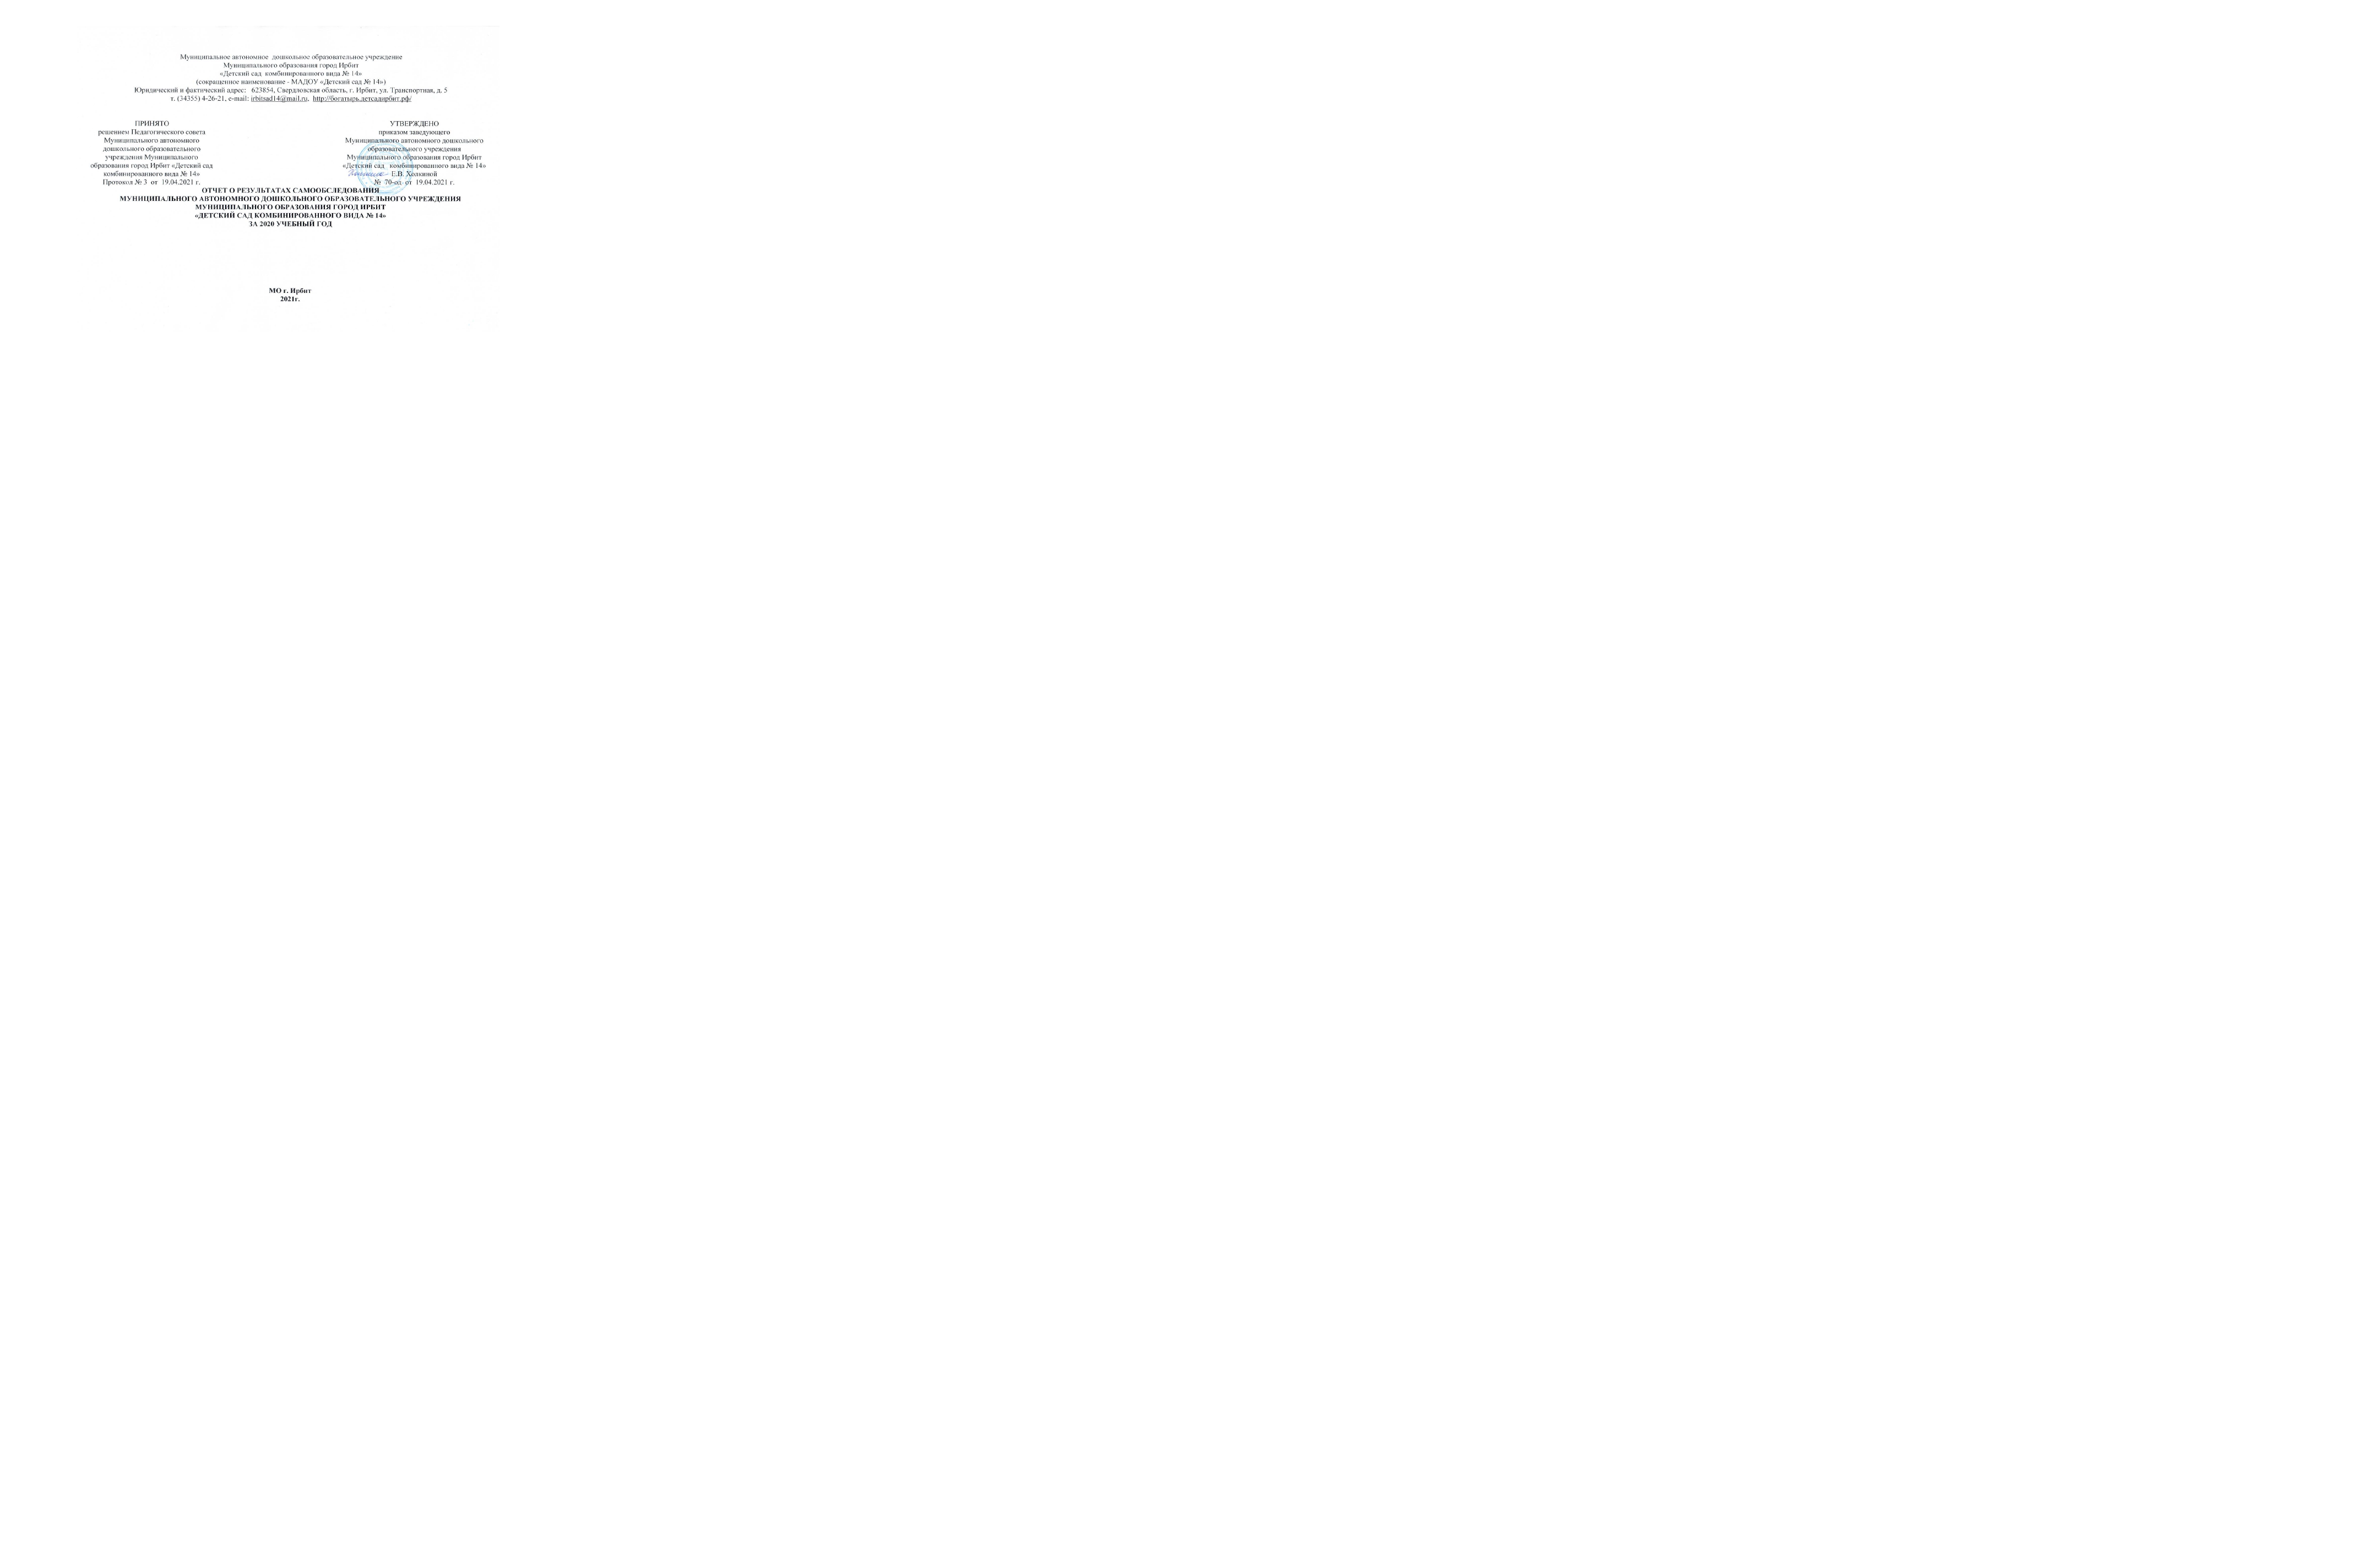 Муниципальное автономное дошкольное образовательное учреждение
Муниципального образования город Ирбит
«Детский сад комбинированного вида № 14»
(сокращенное наименование - МАДОУ «Детский сад № 14»)
Юридический и фактический адрес: 623854, Свердловская область, г. Ирбит, ул. Транспортная, д. 5
т. (34355) 4-26-21, e-mail: irbitsad14@mail.ru, http://богатырь.детсадирбит.рф/
ПРИНЯТО
решением Педагогического совета
Муниципального автономного
дошкольного образовательного
учреждения Муниципального
образования город Ирбит «Детский сад
комбинированного вида № 14»
Протокол № 3 от 19.04.2021 г.
УТВЕРЖДЕНО
приказом заведующего
Муниципального автономного дошкольного
образовательного учреждения
Муниципального образования город Ирбит
«Детский сад комбинированного вида № 14»
Е.В. Холкиной
№ 70-од от 19.04.2021 г.
ОТЧЕТ О РЕЗУЛЬТАТАХ САМООБСЛЕДОВАНИЯ
МУНИЦИПАЛЬНОГО АВТОНОМНОГО ДОШКОЛЬНОГО ОБРАЗОВАТЕЛЬНОГО УЧРЕЖДЕНИЯ
МУНИЦИПАЛЬНОГО ОБРАЗОВАНИЯ ГОРОД ИРБИТ
«ДЕТСКИЙ САД КОМБИНИРОВАННОГО ВИДА № 14»
ЗА 2020 УЧЕБНЫЙ ГОД
МО г. Ирбит
2021г.